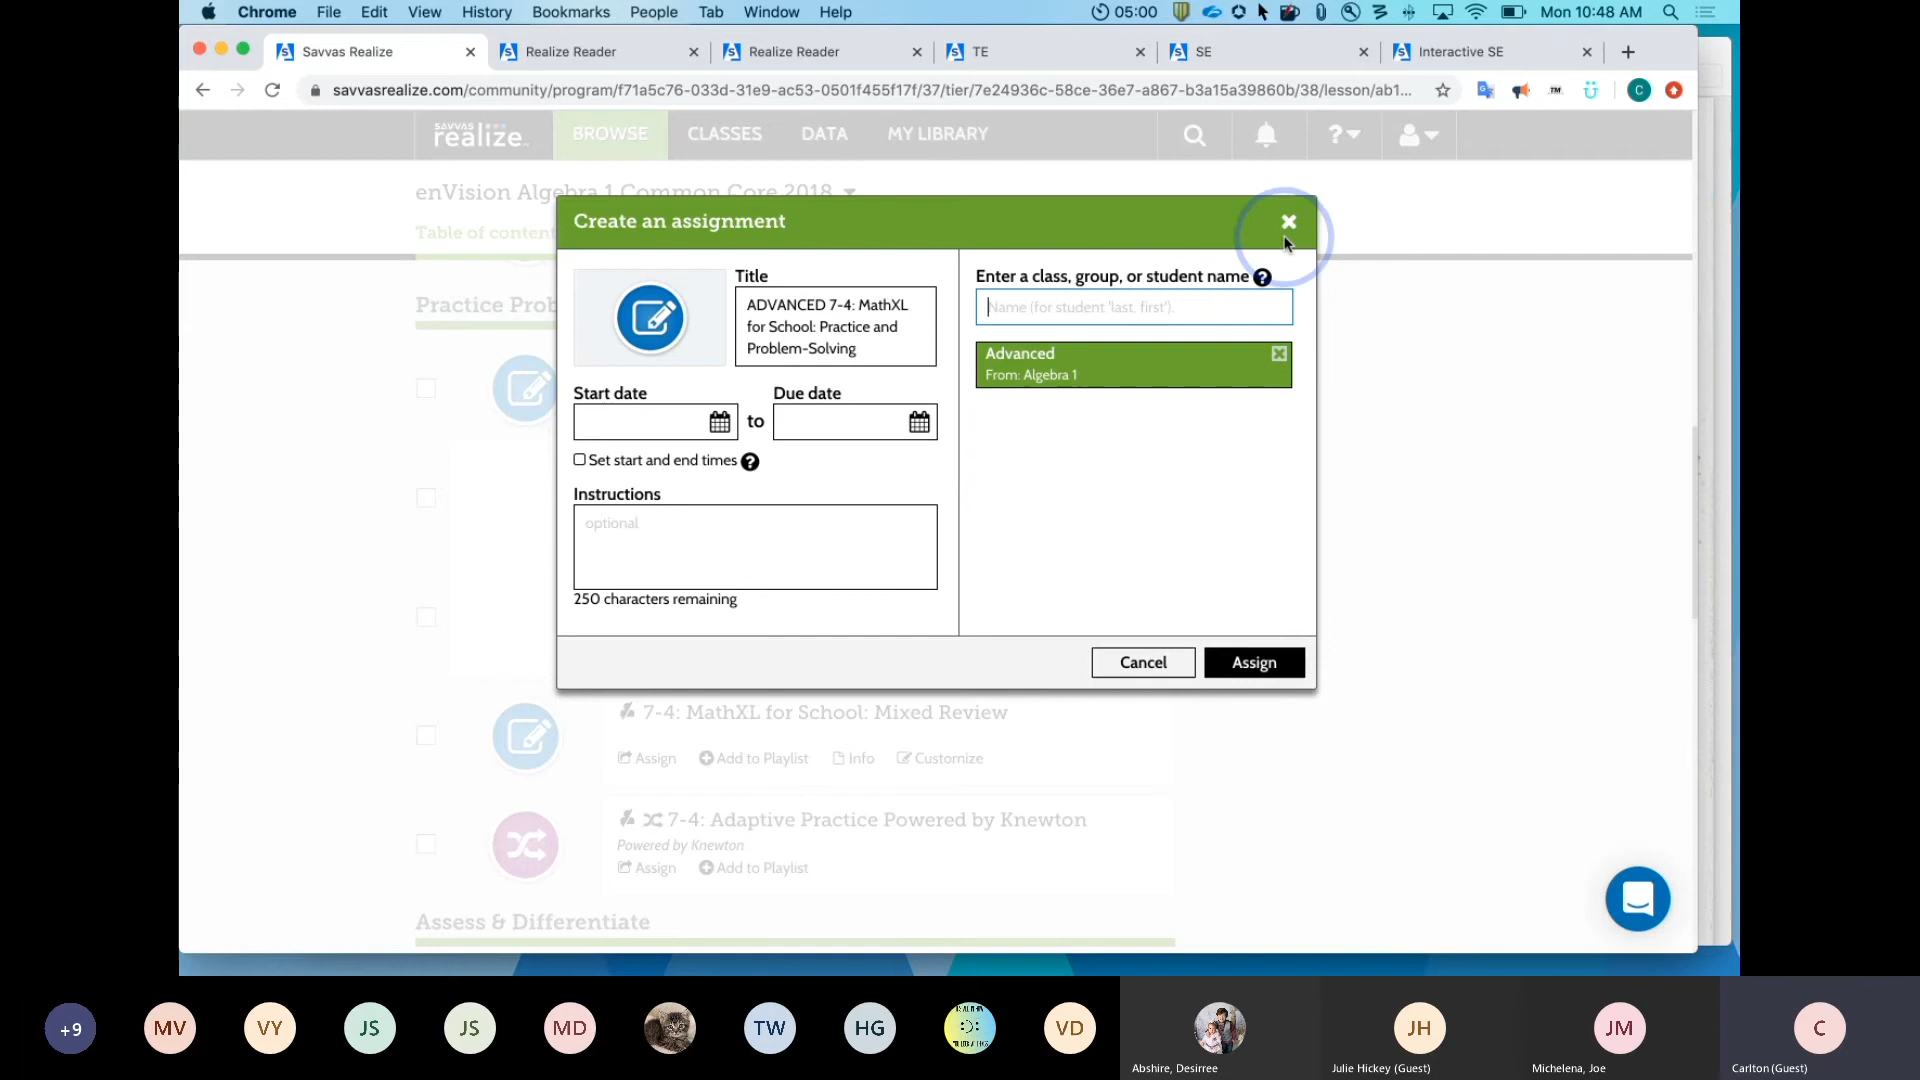 Chrome File Edit View History Bookmarks People Tab Window Help 05:00 Mon 10:48 AM
Savvas Realize Realize Reader Realize Reader TE SE Interactive SE
savvasrealize.com/community/program/f71a5c76-033d-31e9-ac53-0501f455f17f/37/tier/7e24936c-58ce-36e7-a867-b3a15a39860b/38/lesson/ab1... C
SAVVAS
realize BROWSE CLASSES DATA MY LIBRARY ?
enVision Algebra 1 Common Core 2018
Table of content
Create an assignment
Practice Prob
Title
ADVANCED 7-4: MathXL
for School: Practice and
Problem-Solving
Start date Due date
to
Set start and end times ?
Instructions
optional
250 characters remaining
Enter a class, group, or student name ?
Name (for student 'last, first').
Advanced
From: Algebra 1
Cancel Assign
7-4: MathXL for School: Mixed Review
Assign Add to Playlist Info Customize
7-4: Adaptive Practice Powered by Knewton
Powered by Knewton
Assign Add to Playlist
Assess & Differentiate
+9 MV VY JS JS MD TW HG VD JH JM C
Abshire, Desirree Julie Hickey (Guest) Michelena, Joe Carlton (Guest)